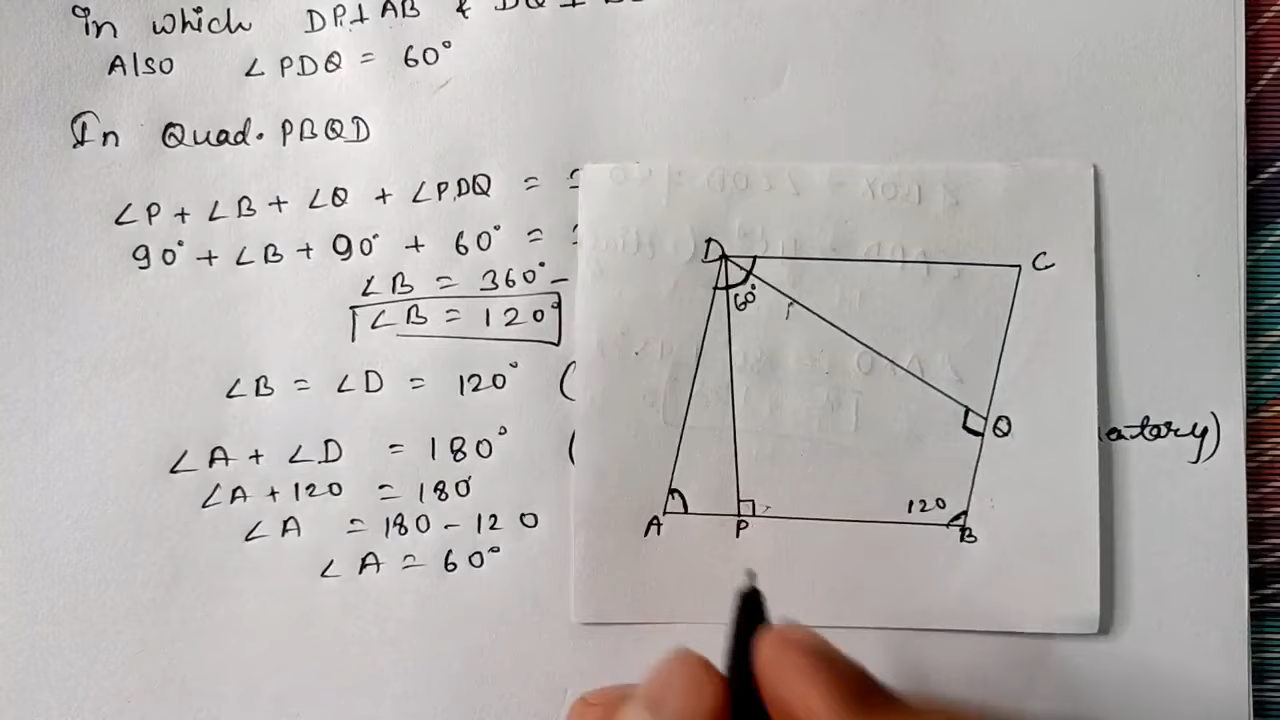 In which DP⊥AB & DQ ⊥
Also ∠PDQ = 60°
In Quad. PBQD
∠P + ∠B + ∠Q + ∠PDQ =
90° + ∠B + 90° + 60° =
∠B = 360° -
∠B = 120°
∠B = ∠D = 120° (
∠A + ∠D = 180° (
∠A + 120 = 180
∠A = 180 - 120
∠A = 60°
D
C
60°
Q
120
A
P
B